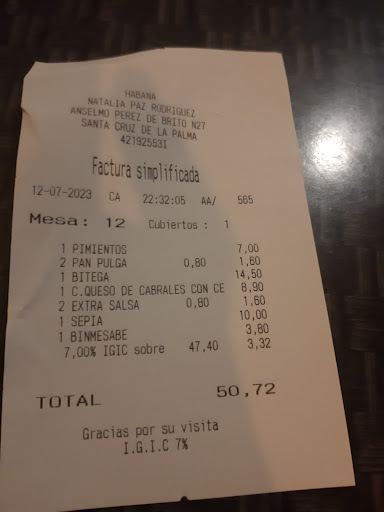 HABANA
NATALIA PAZ RODRIGUEZ
ANSELMO PEREZ DE BRITO N27
SANTA CRUZ DE LA PALMA
42192553I
Factura simplificada
12-07-2023 CA 22:32:05 AA/ 565
Mesa: 12 Cubiertos : 1
1 PIMIENTOS 7,00
2 PAN PULGA 0,80 1,60
1 BITEGA 14,50
1 C.QUESO DE CABRALES CON CE 8,90
2 EXTRA SALSA 0,80 1,60
1 SEPIA 10,00
1 BINMESABE 3,80
7,00% IGIC sobre 47,40 3,32
TOTAL 50,72
Gracias por su visita
I.G.I.C 7%